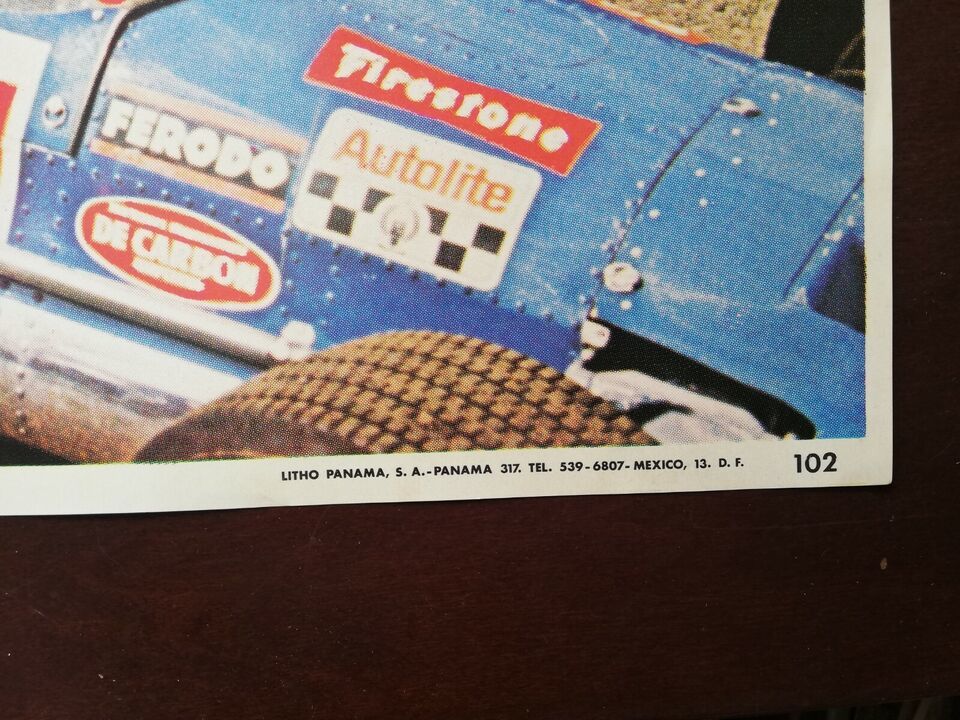 Firestone
Autolite
FERODO
DE CARBON
LITHO PANAMA, S. A.-PANAMA 317. TEL. 539-6807-MEXICO, 13. D. F.
102